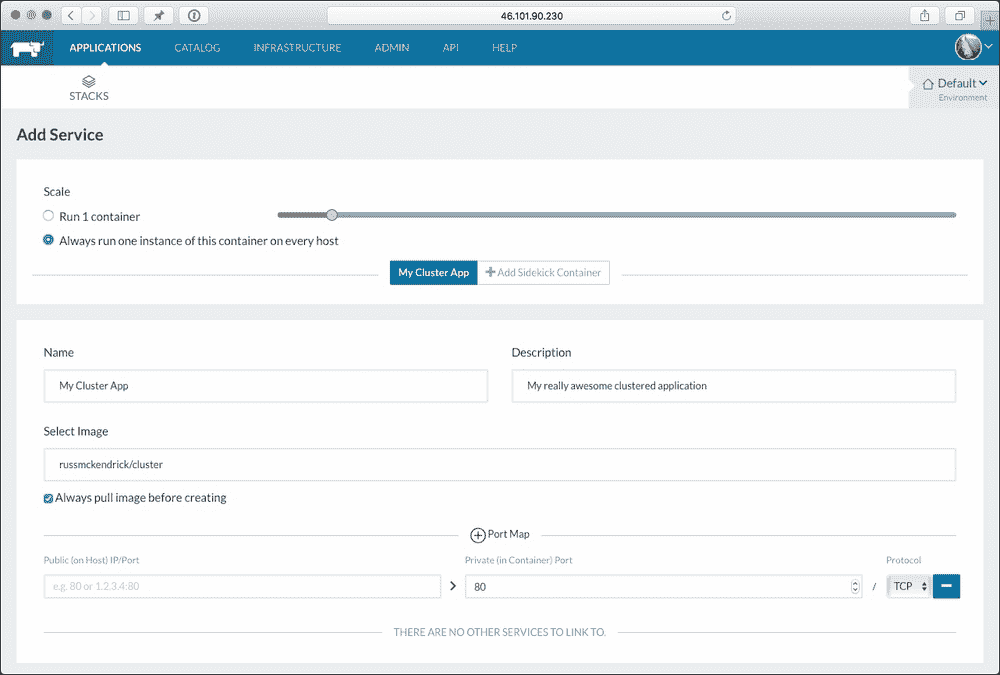 46.101.90.230
APPLICATIONS CATALOG INFRASTRUCTURE ADMIN API HELP
STACKS
Default
Environment
Add Service
Scale
Run 1 container
Always run one instance of this container on every host
My Cluster App
Add Sidekick Container
Name
Description
My Cluster App
My really awesome clustered application
Select Image
russmckendrick/cluster
Always pull image before creating
Port Map
Public (on Host) IP/Port
Private (in Container) Port
Protocol
e.g. 80 or 1.2.3.4:80
80
/
TCP
THERE ARE NO OTHER SERVICES TO LINK TO.